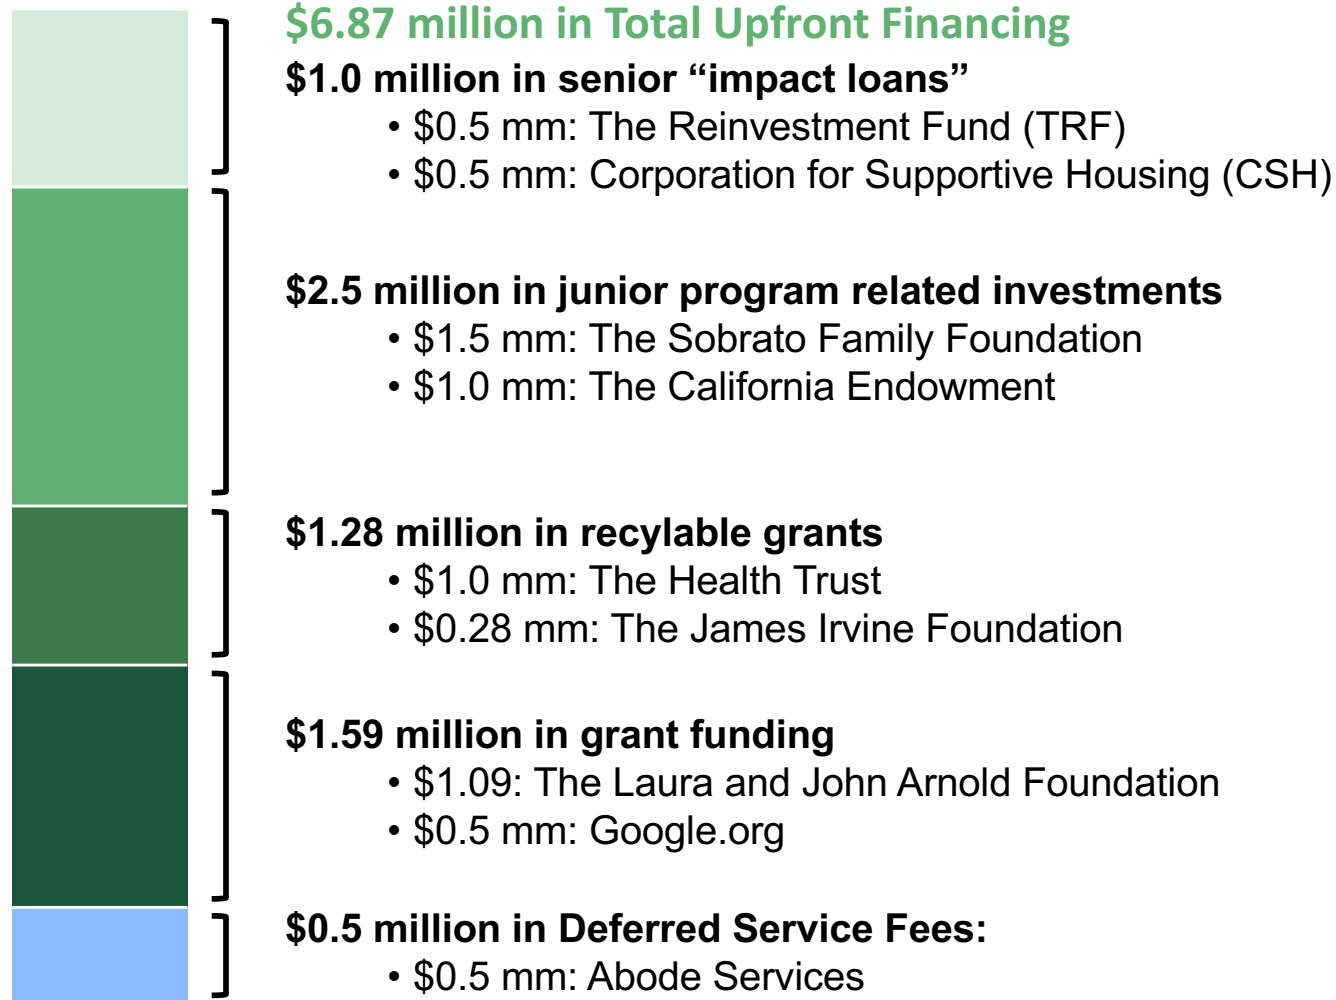 $6.87 million in Total Upfront Financing
$1.0 million in senior “impact loans”
• $0.5 mm: The Reinvestment Fund (TRF)
• $0.5 mm: Corporation for Supportive Housing (CSH)
$2.5 million in junior program related investments
• $1.5 mm: The Sobrato Family Foundation
• $1.0 mm: The California Endowment
$1.28 million in recylable grants
• $1.0 mm: The Health Trust
• $0.28 mm: The James Irvine Foundation
$1.59 million in grant funding
• $1.09: The Laura and John Arnold Foundation
• $0.5 mm: Google.org
$0.5 million in Deferred Service Fees:
• $0.5 mm: Abode Services